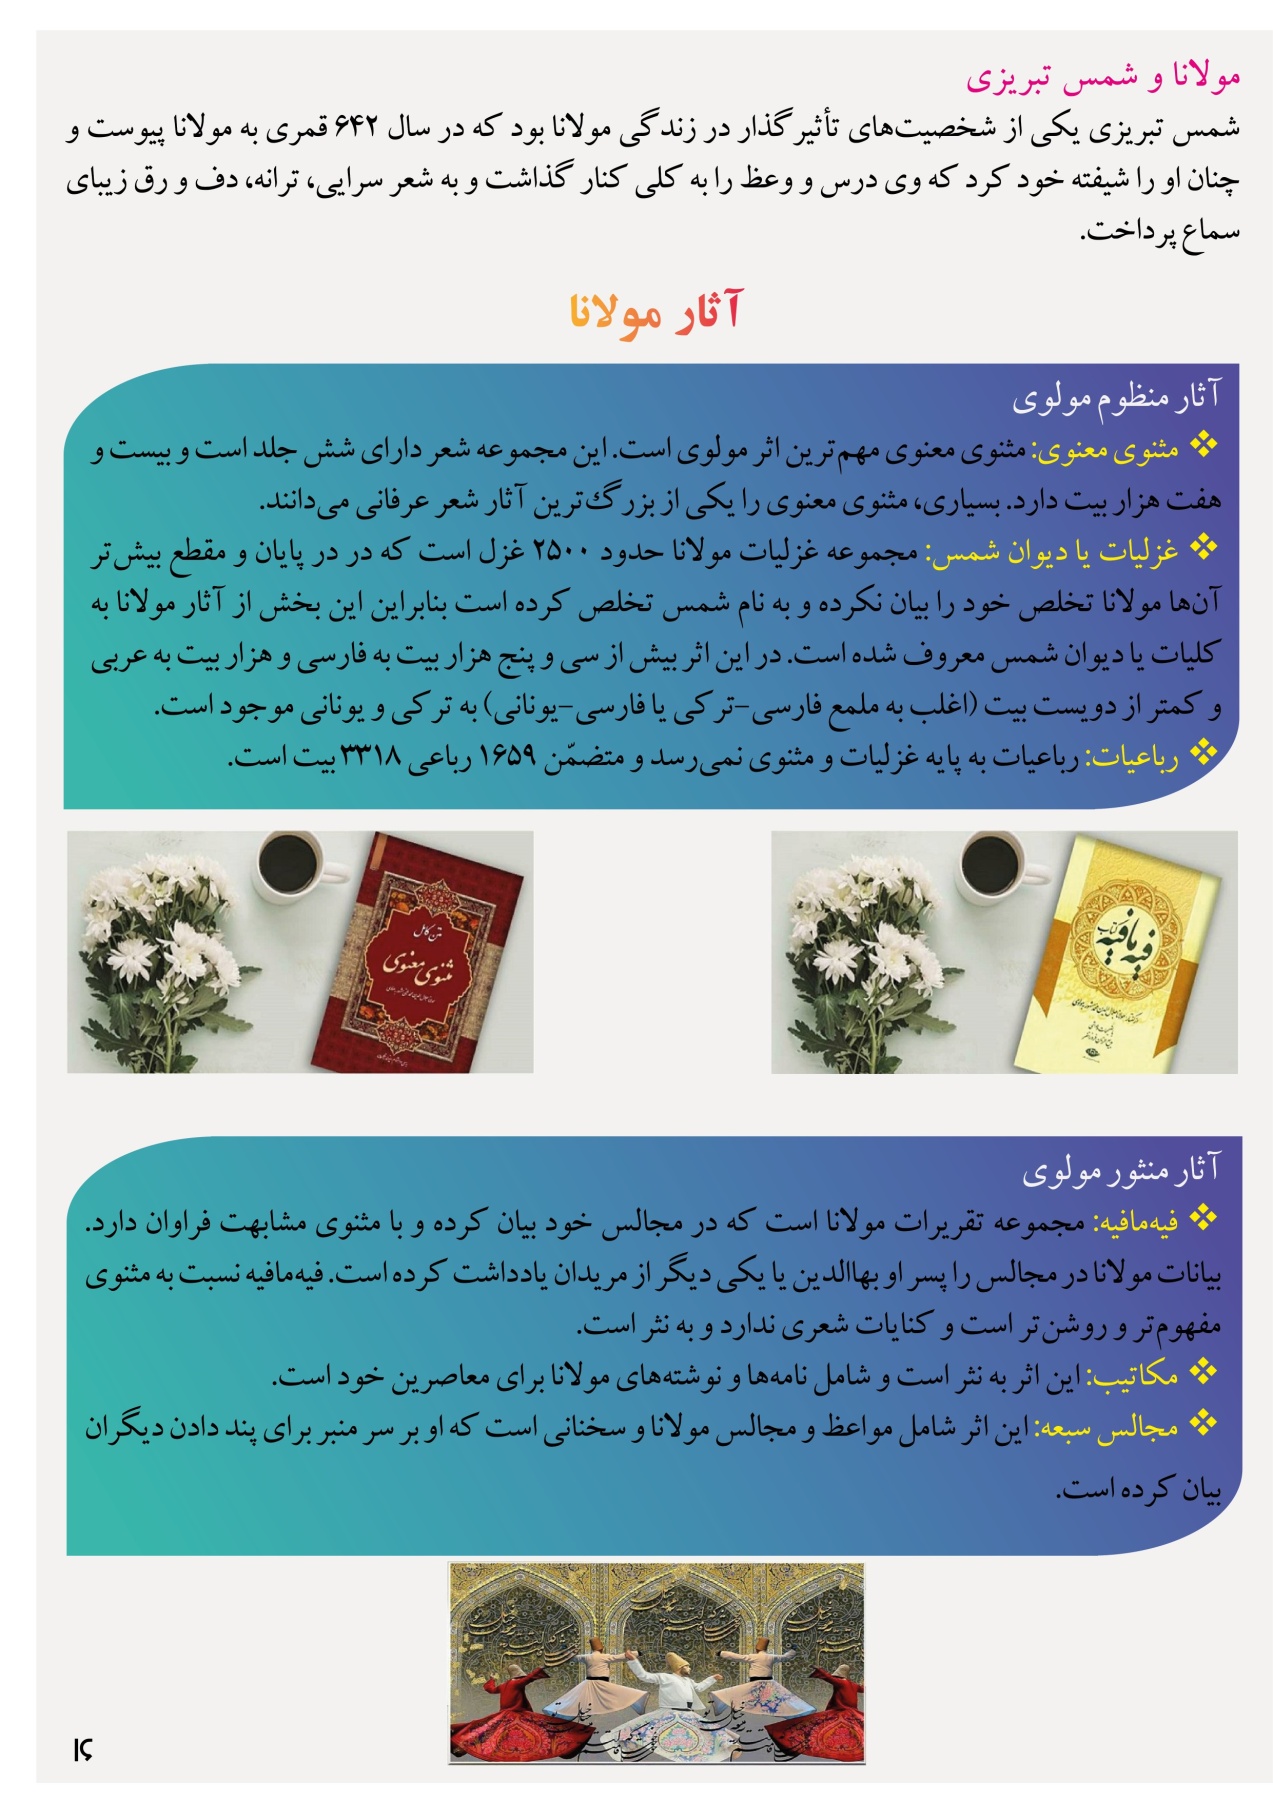 مولانا و شمس تبریزی
شمس تبریزی یکی از شخصیت‌های تأثیرگذار در زندگی مولانا بود که در سال ۶۴۲ قمری به مولانا پیوست و
چنان او را شیفته خود کرد که وی درس و وعظ را به کلی کنار گذاشت و به شعر سرایی، ترانه، دف و رق زیبای
سماع پرداخت.
آثار مولانا
آثار منظوم مولوی
❖ مثنوی معنوی: مثنوی معنوی مهم‌ترین اثر مولوی است. این مجموعه شعر دارای شش جلد است و بیست و
هفت هزار بیت دارد. بسیاری، مثنوی معنوی را یکی از بزرگ‌ترین آثار شعر عرفانی می‌دانند.
❖ غزلیات یا دیوان شمس: مجموعه غزلیات مولانا حدود ۲۵۰۰ غزل است که در در پایان و مقطع بیش‌تر
آن‌ها مولانا تخلص خود را بیان نکرده و به نام شمس تخلص کرده است بنابراین این بخش از آثار مولانا به
کلیات یا دیوان شمس معروف شده است. در این اثر بیش از سی و پنج هزار بیت به فارسی و هزار بیت به عربی
و کمتر از دویست بیت (اغلب به ملمع فارسی-ترکی یا فارسی-یونانی) به ترکی و یونانی موجود است.
❖ رباعیات: رباعیات به پایه غزلیات و مثنوی نمی‌رسد و متضمّن ۱۶۵۹ رباعی ۳۳۱۸ بیت است.
کتاب
فیه مافیه
متن کامل
مثنوی معنوی
آثار منثور مولوی
❖ فیه‌مافیه: مجموعه تقریرات مولانا است که در مجالس خود بیان کرده و با مثنوی مشابهت فراوان دارد.
بیانات مولانا در مجالس را پسر او بهاالدین یا یکی دیگر از مریدان یادداشت کرده است. فیه‌مافیه نسبت به مثنوی
مفهوم‌تر و روشن‌تر است و کنایات شعری ندارد و به نثر است.
❖ مکاتیب: این اثر به نثر است و شامل نامه‌ها و نوشته‌های مولانا برای معاصرین خود است.
❖ مجالس سبعه: این اثر شامل مواعظ و مجالس مولانا و سخنانی است که او بر سر منبر برای پند دادن دیگران
بیان کرده است.